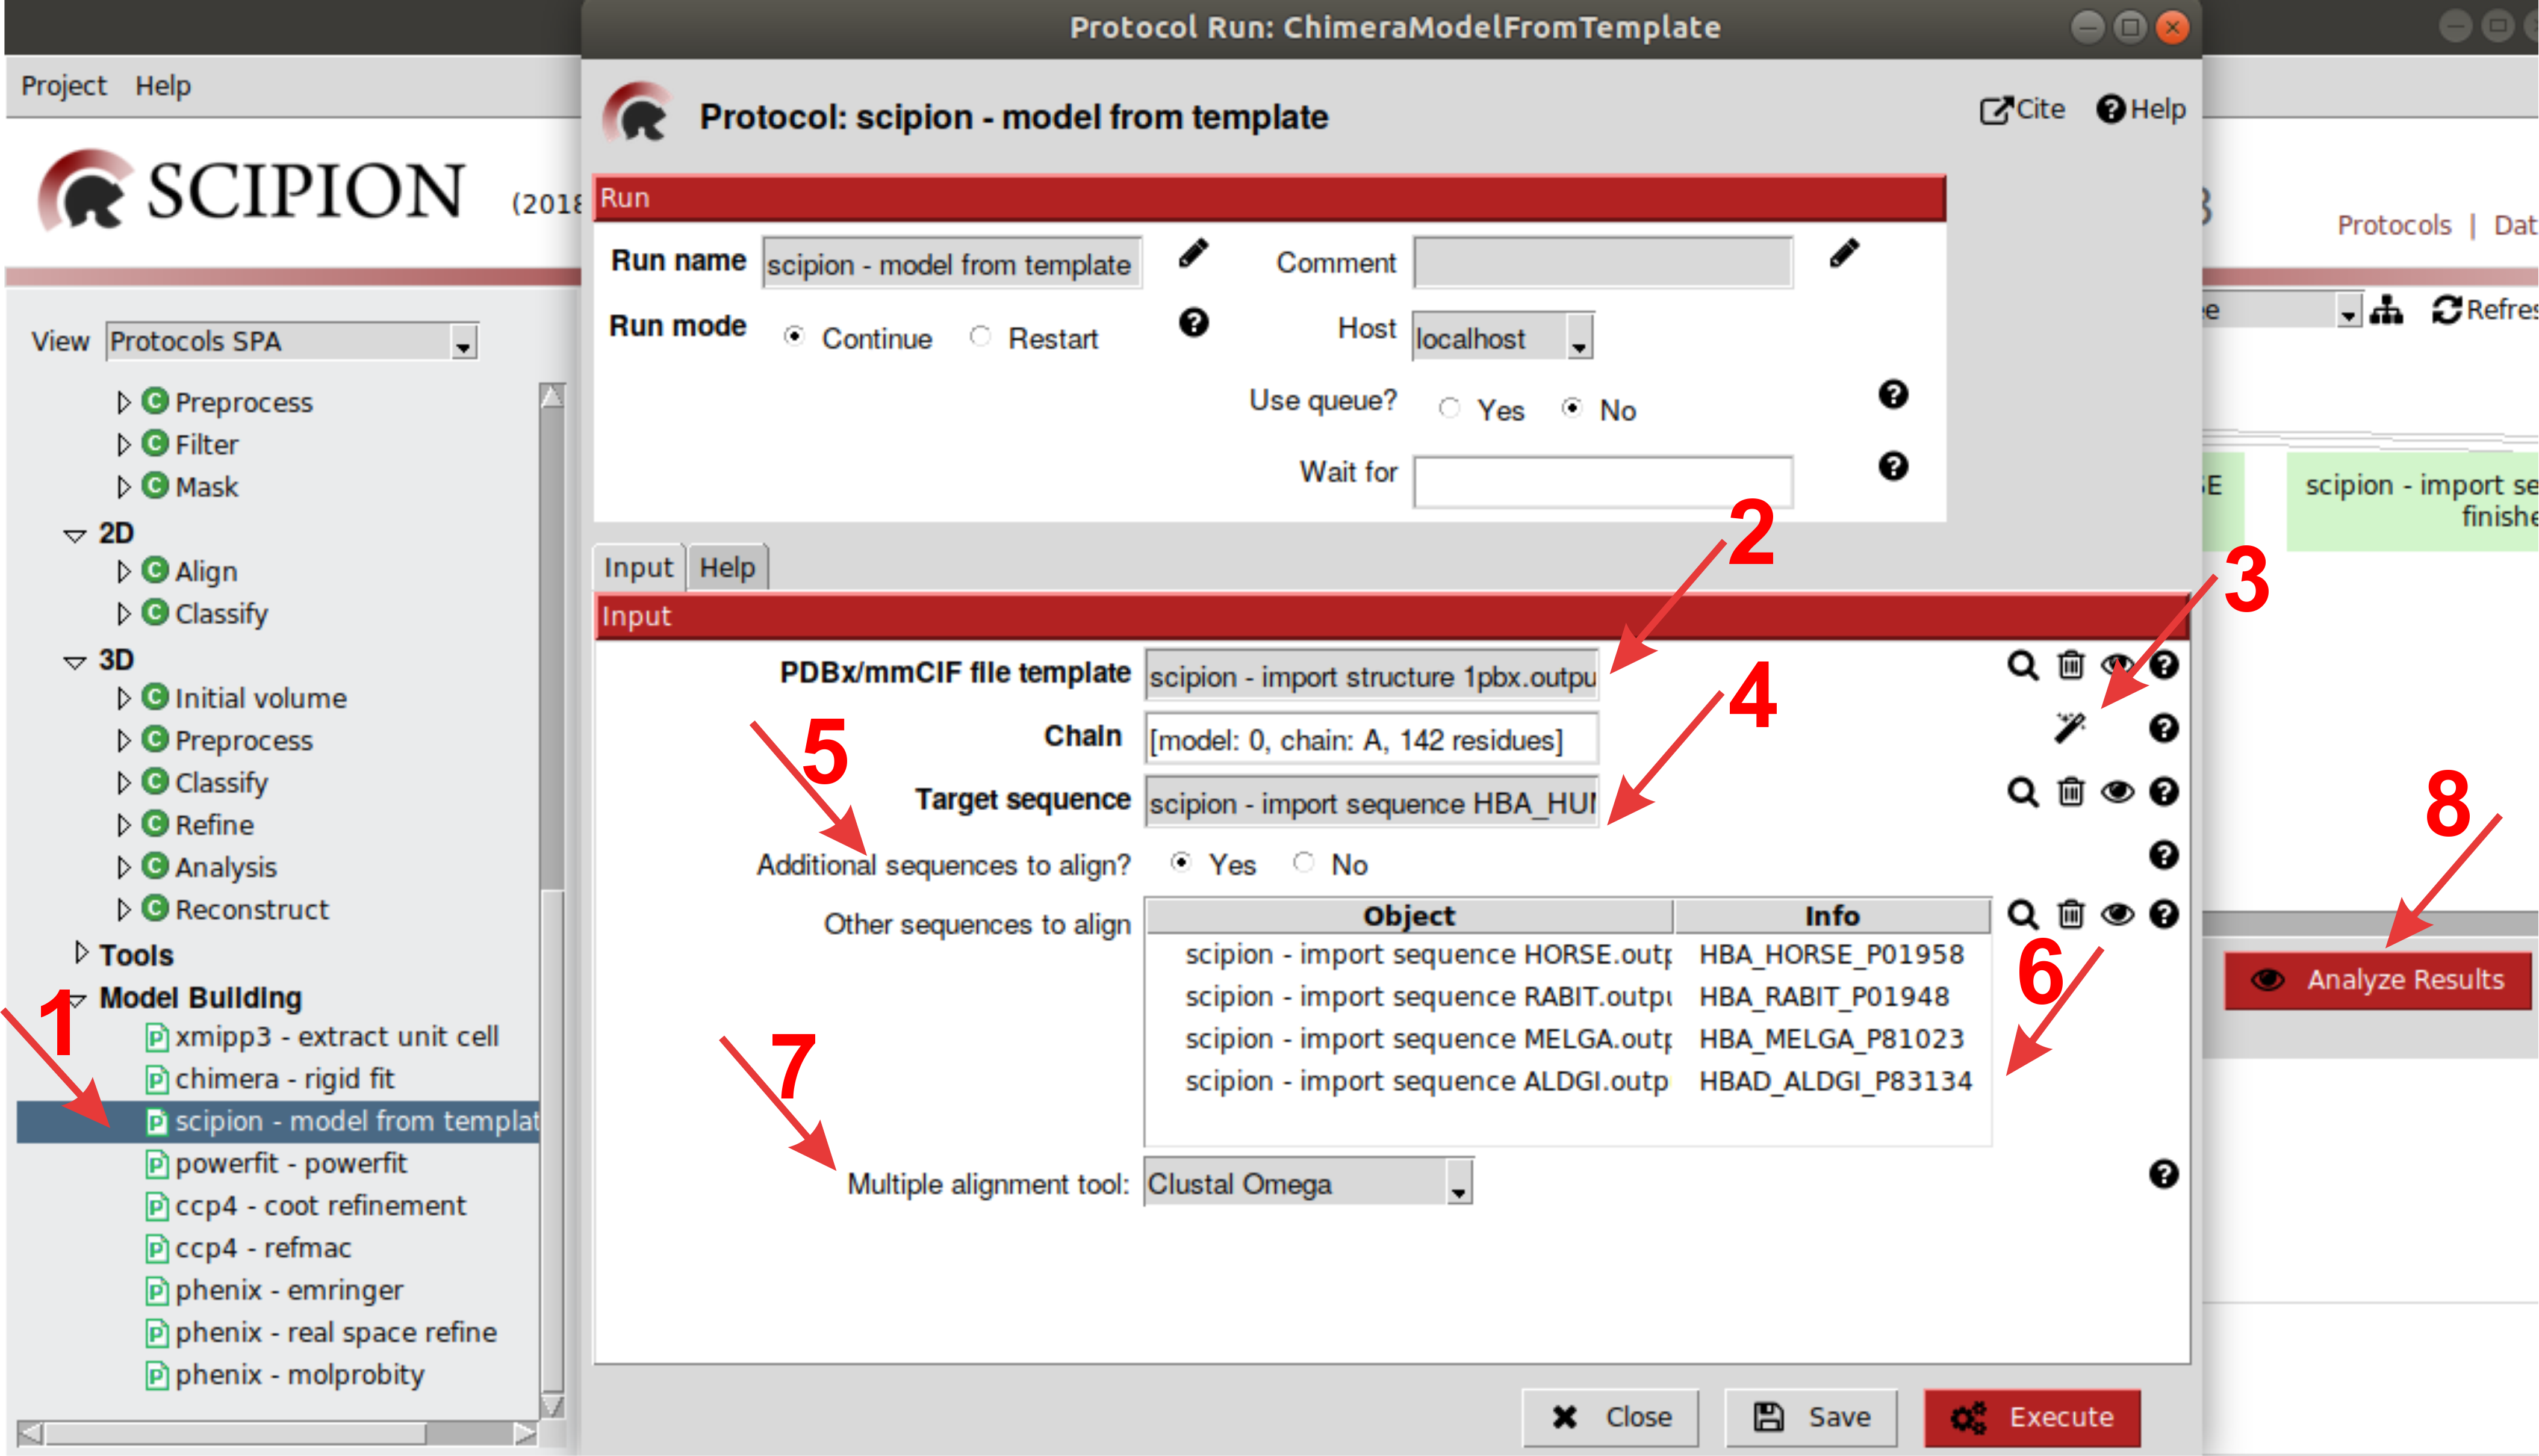 Protocol Run: ChimeraModelFromTemplate
Project Help
Protocol: scipion - model from template
Cite Help
SCIPION (2018
Protocols | Dat
Run
Run name scipion - model from template
Comment
Run mode Continue Restart
Host localhost
Use queue? Yes No
Wait for
View Protocols SPA
Refres
Preprocess
Filter
Mask
2D
Align
Classify
3D
Initial volume
Preprocess
Classify
Refine
Analysis
Reconstruct
Tools
Model Building
xmipp3 - extract unit cell
chimera - rigid fit
scipion - model from templat
powerfit - powerfit
ccp4 - coot refinement
ccp4 - refmac
phenix - emringer
phenix - real space refine
phenix - molprobity
scipion - import se
finishe
Input Help
Input
PDBx/mmCIF file template scipion - import structure 1pbx.outpu
Chain [model: 0, chain: A, 142 residues]
Target sequence scipion - import sequence HBA_HU
Additional sequences to align? Yes No
Other sequences to align
Object Info
scipion - import sequence HORSE.outp HBA_HORSE_P01958
scipion - import sequence RABIT.outpu HBA_RABIT_P01948
scipion - import sequence MELGA.outp HBA_MELGA_P81023
scipion - import sequence ALDGI.outp HBAD_ALDGI_P83134
Multiple alignment tool: Clustal Omega
Analyze Results
Close Save Execute
1
2
3
4
5
6
7
8